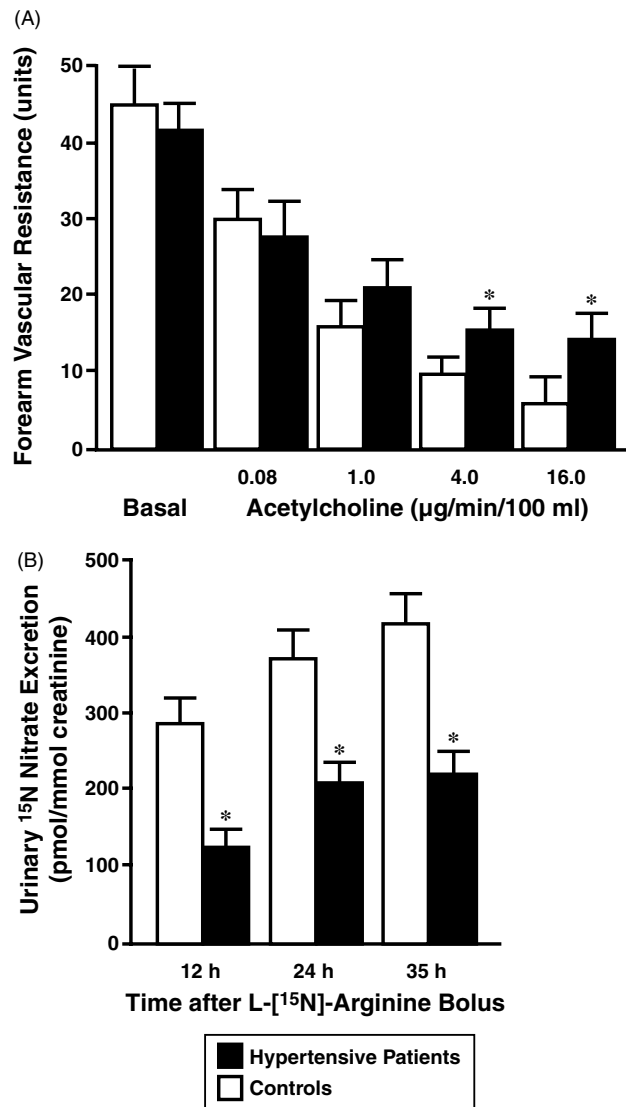 (A)
Forearm Vascular Resistance (units)
50
40
30
20
10
0
*
*
0.08
1.0
4.0
16.0
Basal
Acetylcholine (µg/min/100 ml)
(B)
Urinary ¹⁵N Nitrate Excretion
(pmol/mmol creatinine)
500
400
300
200
100
0
*
*
*
12 h
24 h
35 h
Time after L-[¹⁵N]-Arginine Bolus
Hypertensive Patients
Controls